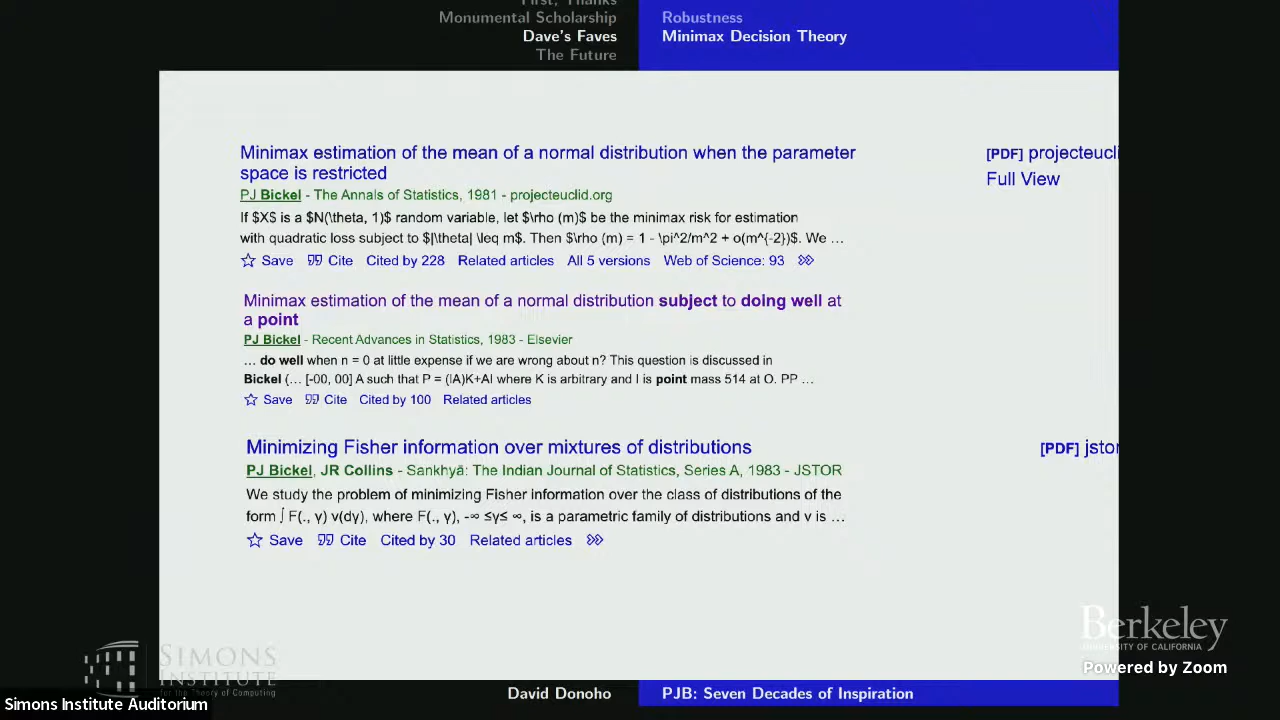 First, Thanks
Monumental Scholarship
Dave's Faves
The Future
Robustness
Minimax Decision Theory
Minimax estimation of the mean of a normal distribution when the parameter
space is restricted
[PDF] projecteucli
Full View
PJ Bickel - The Annals of Statistics, 1981 - projecteuclid.org
If $X$ is a $N(\theta, 1)$ random variable, let $\rho (m)$ be the minimax risk for estimation
with quadratic loss subject to $|\theta| \leq m$. Then $\rho (m) = 1 - \pi^2/m^2 + o(m^{-2})$. We …
Save Cite Cited by 228 Related articles All 5 versions Web of Science: 93
Minimax estimation of the mean of a normal distribution subject to doing well at
a point
PJ Bickel - Recent Advances in Statistics, 1983 - Elsevier
… do well when n = 0 at little expense if we are wrong about n? This question is discussed in
Bickel (… [-00, 00] A such that P = (lA)K+Al where K is arbitrary and l is point mass 514 at O. PP …
Save Cite Cited by 100 Related articles
Minimizing Fisher information over mixtures of distributions
[PDF] jstor
PJ Bickel, JR Collins - Sankhyā: The Indian Journal of Statistics, Series A, 1983 - JSTOR
We study the problem of minimizing Fisher information over the class of distributions of the
form ∫ F(., γ) v(dγ), where F(., γ), -∞ ≤γ≤ ∞, is a parametric family of distributions and v is …
Save Cite Cited by 30 Related articles
Berkeley
UNIVERSITY OF CALIFORNIA
Powered by Zoom
SIMONS
INSTITUTE
for the Theory of Computing
David Donoho
PJB: Seven Decades of Inspiration
Simons Institute Auditorium